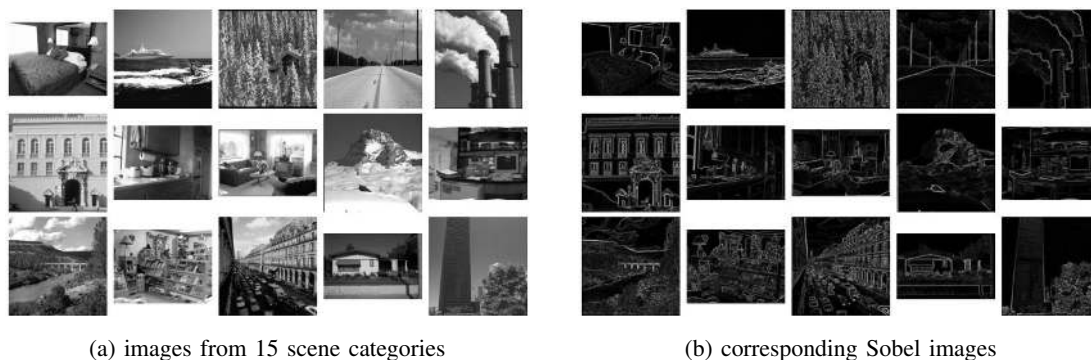 (a) images from 15 scene categories
(b) corresponding Sobel images